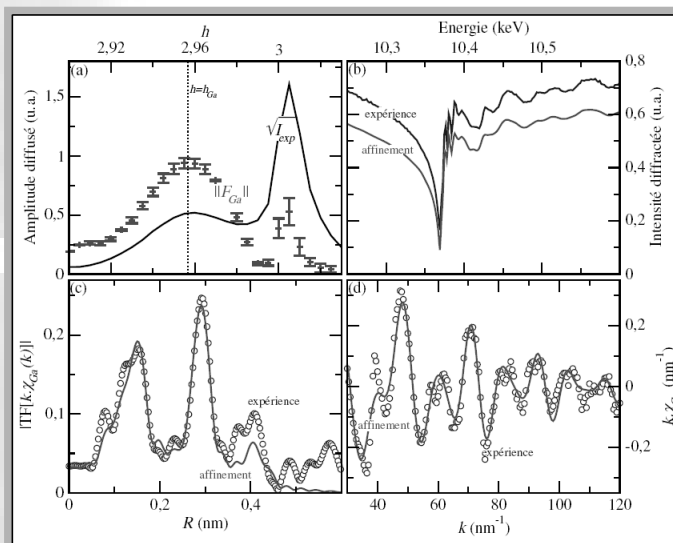 h
Energie (keV)
2,92 2,96 3
10,3 10,4 10,5
(a)
h=h_Ga
√I_exp
||F_Ga||
Amplitude diffusé (u.a.)
1,5
1
0,5
0
(b)
expérience
affinement
Intensité diffractée (u.a.)
0,8
0,6
0,4
0,2
0
(c)
expérience
affinement
|TF[k.χ_Ga(k)]|
0,2
0,1
0
0 0,2 0,4
R (nm)
(d)
affinement
expérience
0,2
0
-0,2
(nm⁻¹)
40 60 80 100 120
k (nm⁻¹)